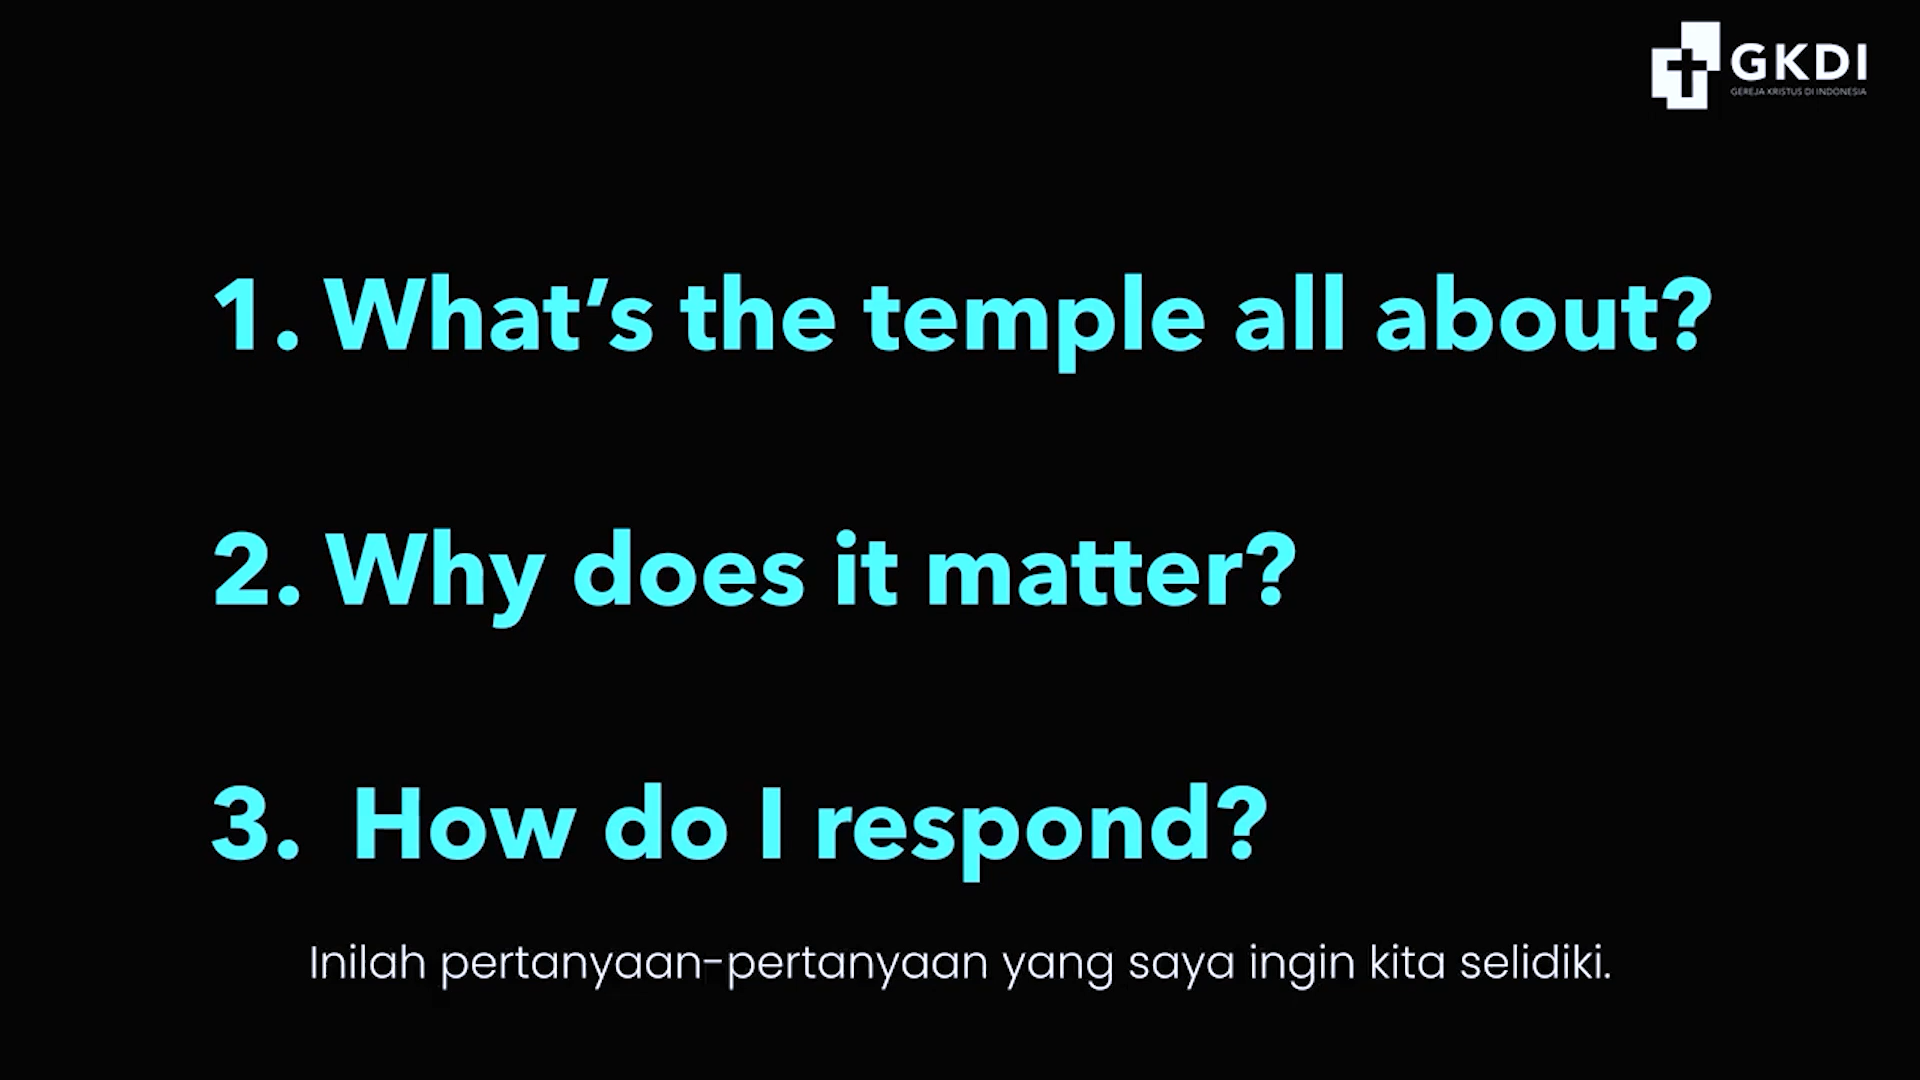 GKDI
GEREJA KRISTUS DI INDONESIA
1. What’s the temple all about?
2. Why does it matter?
3. How do I respond?
Inilah pertanyaan-pertanyaan yang saya ingin kita selidiki.